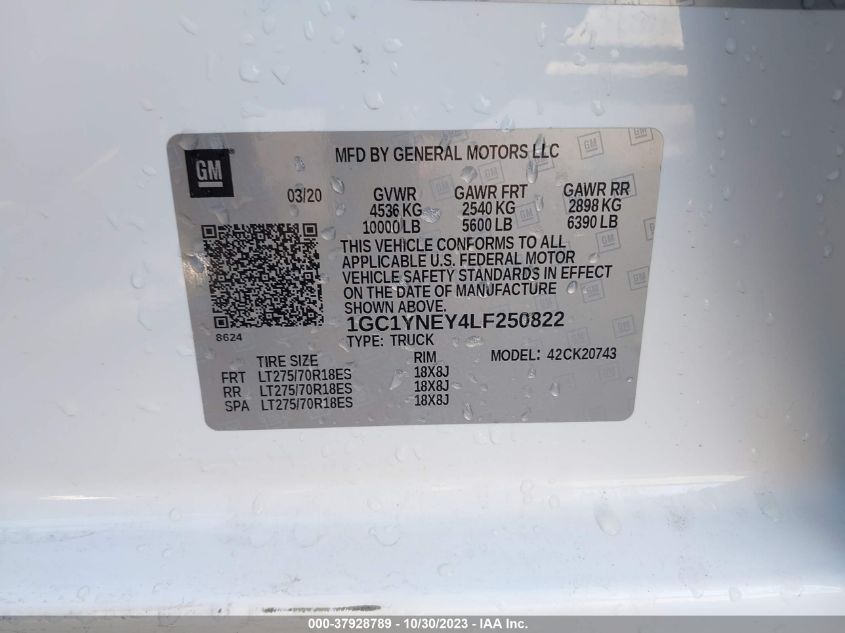 GM
MFD BY GENERAL MOTORS LLC
03/20
GVWR GAWR FRT GAWR RR
4536 KG 2540 KG 2898 KG
10000 LB 5600 LB 6390 LB
THIS VEHICLE CONFORMS TO ALL
APPLICABLE U.S. FEDERAL MOTOR
VEHICLE SAFETY STANDARDS IN EFFECT
ON THE DATE OF MANUFACTURE
SHOWN ABOVE.
8624
1GC1YNEY4LF250822
TYPE: TRUCK
MODEL: 42CK20743
TIRE SIZE RIM
FRT LT275/70R18ES 18X8J
RR LT275/70R18ES 18X8J
SPA LT275/70R18ES 18X8J
000-37928789 - 10/30/2023 - IAA Inc.